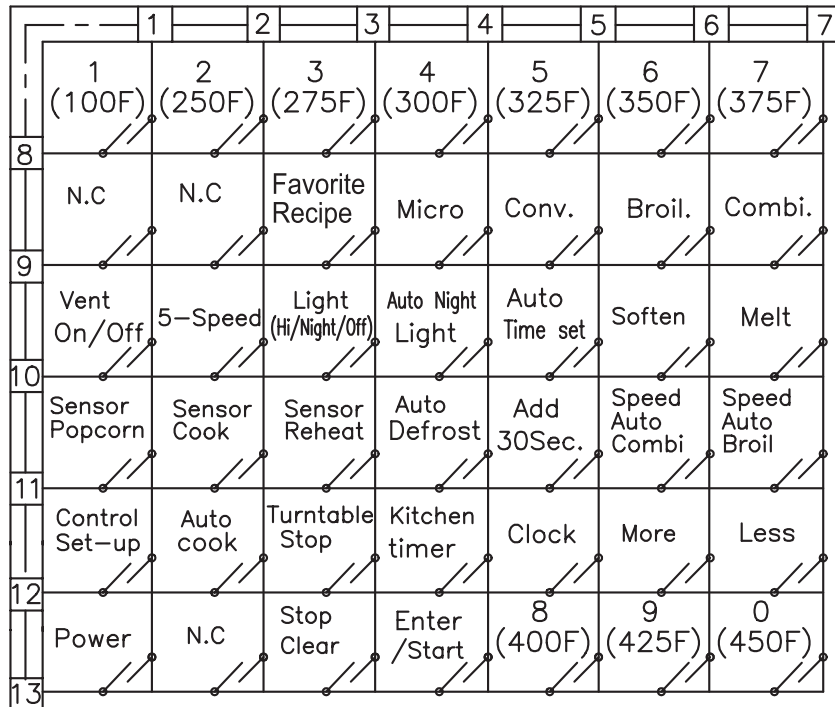 1 2 3 4 5 6 7
1 2 3 4 5 6 7
(100F) (250F) (275F) (300F) (325F) (350F) (375F)
8
N.C N.C Favorite Recipe Micro Conv. Broil. Combi.
9
Vent On/Off 5-Speed Light (Hi/Night/Off) Auto Night Light Auto Time set Soften Melt
10
Sensor Popcorn Sensor Cook Sensor Reheat Auto Defrost Add 30Sec. Speed Auto Combi Speed Auto Broil
11
Control Set-up Auto cook Turntable Stop Kitchen timer Clock More Less
12
Power N.C Stop Clear Enter /Start 8 (400F) 9 (425F) 0 (450F)
13